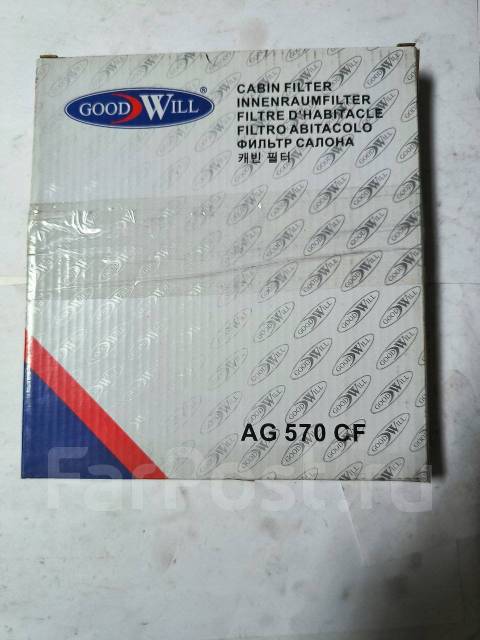 GOOD WILL ®
CABIN FILTER
INNENRAUMFILTER
FILTRE D'HABITACLE
FILTRO ABITACOLO
ФИЛЬТР САЛОНА
캐빈 필터
AG 570 CF
FarPost.ru